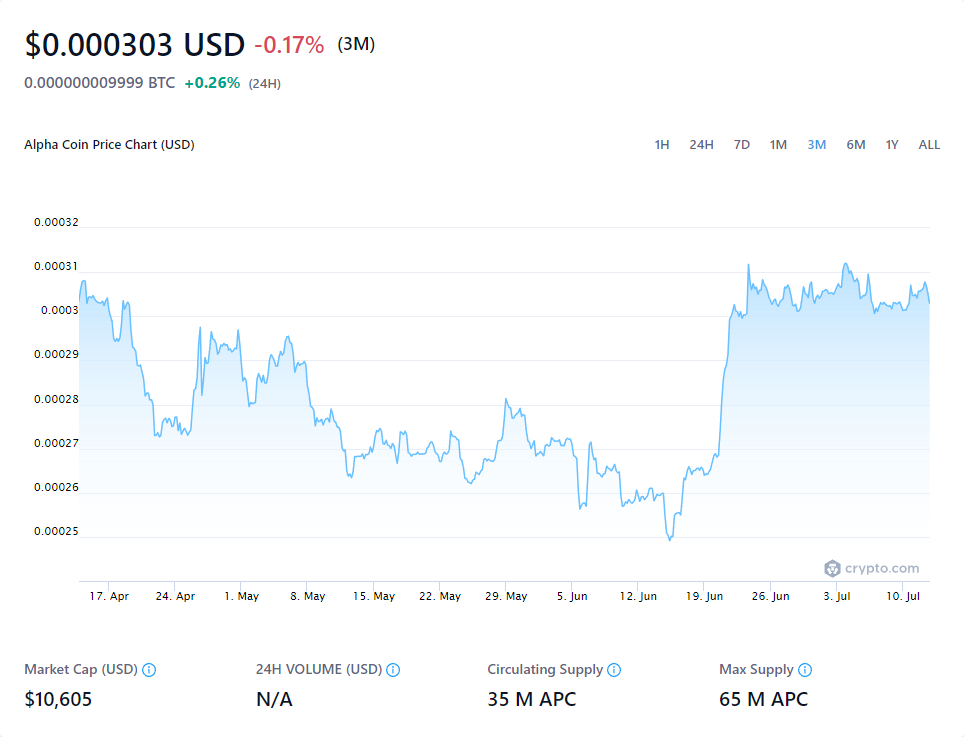 $0.000303 USD -0.17% (3M)
0.000000009999 BTC +0.26% (24H)
Alpha Coin Price Chart (USD) 1H 24H 7D 1M 3M 6M 1Y ALL
0.00032
0.00031
0.0003
0.00029
0.00028
0.00027
0.00026
0.00025
crypto.com
17. Apr 24. Apr 1. May 8. May 15. May 22. May 29. May 5. Jun 12. Jun 19. Jun 26. Jun 3. Jul 10. Jul
Market Cap (USD) 24H VOLUME (USD) Circulating Supply Max Supply
$10,605 N/A 35 M APC 65 M APC